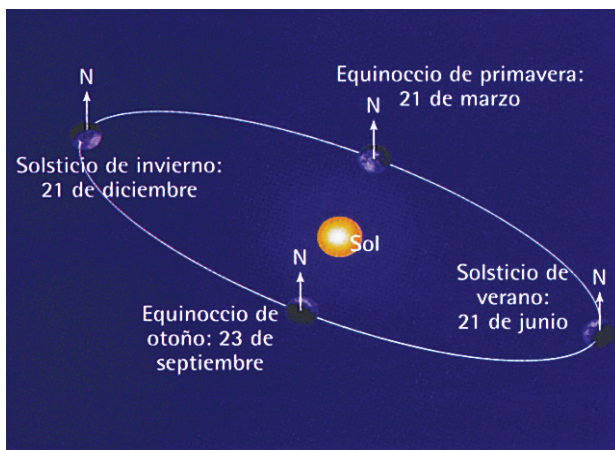 N
Equinoccio de primavera:
21 de marzo
N
Solsticio de invierno:
21 de diciembre
Sol
N
Solsticio de
verano:
21 de junio
N
Equinoccio de
otoño: 23 de
septiembre